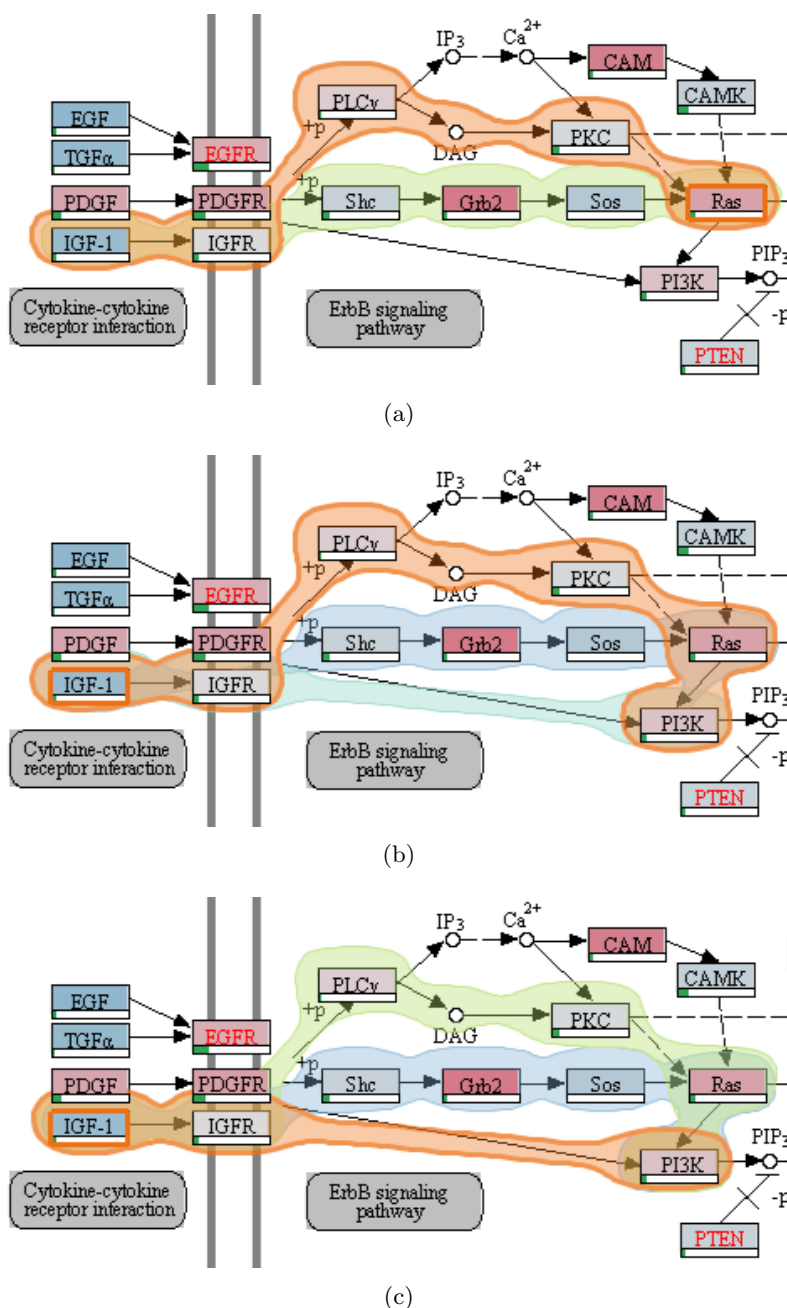 IP3
Ca2+
CAM
CAMK
PLCγ
EGF
+p
TGFα
EGFR
DAG
PKC
+p
PDGF
PDGFR
Shc
Grb2
Sos
Ras
IGF-1
IGFR
PIP3
PI3K
Cytokine-cytokine
receptor interaction
ErbB signaling
pathway
-p
PTEN
(a)
IP3
Ca2+
CAM
CAMK
PLCγ
EGF
+p
TGFα
EGFR
DAG
PKC
+p
PDGF
PDGFR
Shc
Grb2
Sos
Ras
IGF-1
IGFR
PIP3
PI3K
Cytokine-cytokine
receptor interaction
ErbB signaling
pathway
-p
PTEN
(b)
IP3
Ca2+
CAM
CAMK
PLCγ
EGF
+p
TGFα
EGFR
DAG
PKC
+p
PDGF
PDGFR
Shc
Grb2
Sos
Ras
IGF-1
IGFR
PIP3
PI3K
Cytokine-cytokine
receptor interaction
ErbB signaling
pathway
-p
PTEN
(c)